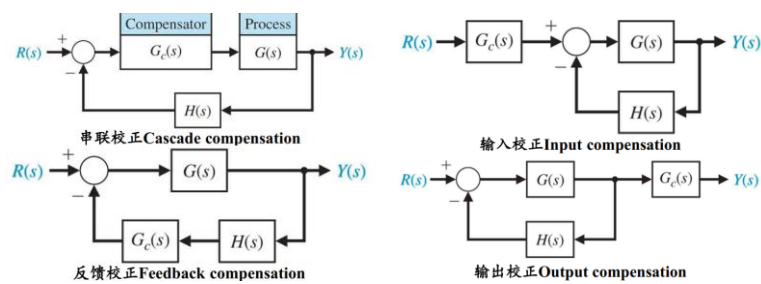 Compensator Process
R(s) + − G_c(s) G(s) Y(s)
H(s)
串联校正Cascade compensation
R(s) G_c(s) + − G(s) Y(s)
H(s)
输入校正Input compensation
R(s) + − G(s) Y(s)
G_c(s) H(s)
反馈校正Feedback compensation
R(s) + − G(s) G_c(s) Y(s)
H(s)
输出校正Output compensation